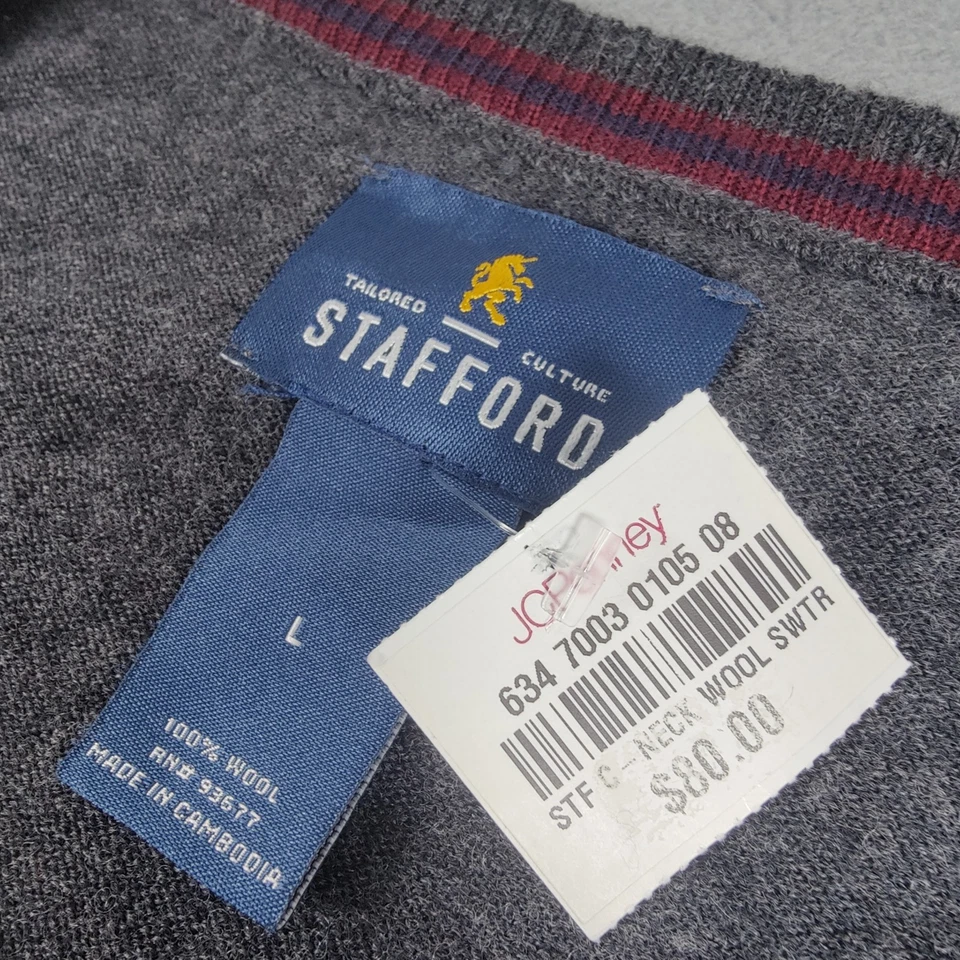 TAILORED CULTURE
STAFFORD
L
100% WOOL
RN# 93677
MADE IN CAMBODIA
JCPenney
634 7003 0105 08
STF C-NECK WOOL SWTR
$80.00